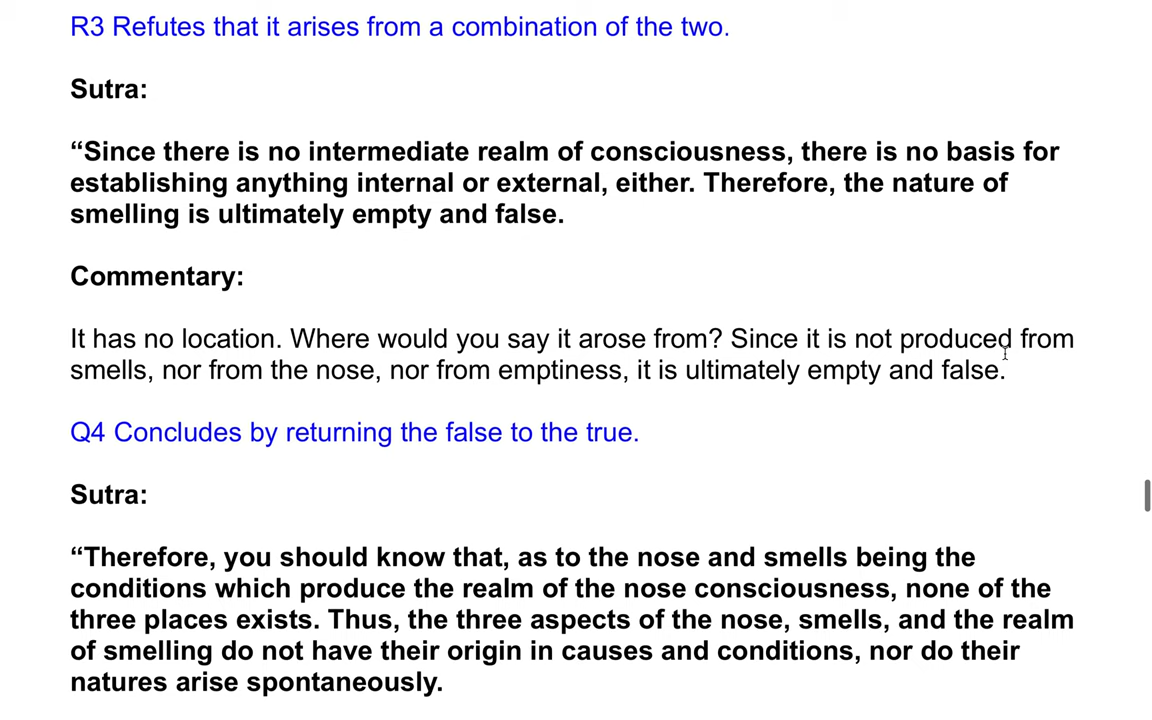 R3 Refutes that it arises from a combination of the two.
Sutra:
“Since there is no intermediate realm of consciousness, there is no basis for
establishing anything internal or external, either. Therefore, the nature of
smelling is ultimately empty and false.
Commentary:
It has no location. Where would you say it arose from? Since it is not produced from
smells, nor from the nose, nor from emptiness, it is ultimately empty and false.
Q4 Concludes by returning the false to the true.
Sutra:
“Therefore, you should know that, as to the nose and smells being the
conditions which produce the realm of the nose consciousness, none of the
three places exists. Thus, the three aspects of the nose, smells, and the realm
of smelling do not have their origin in causes and conditions, nor do their
natures arise spontaneously.